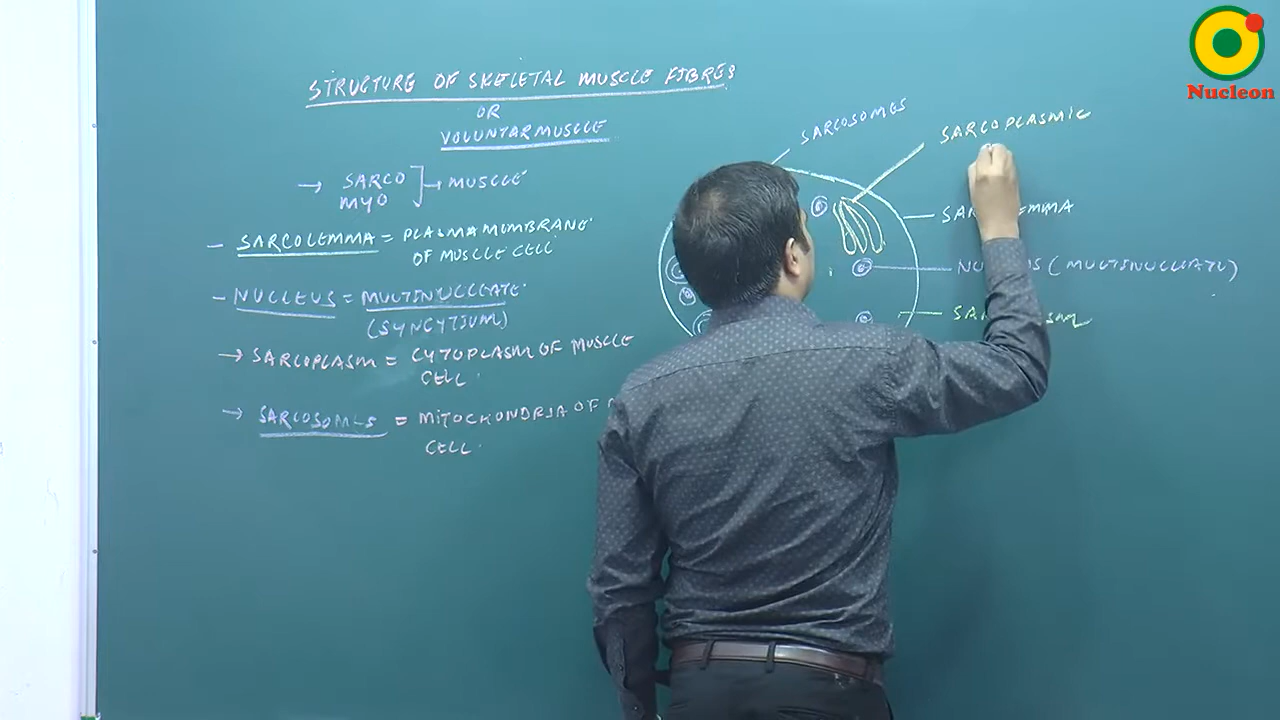 STRUCTURE OF SKELETAL MUSCLE FIBRES
OR
VOLUNTARMUSCLE
→ SARCO
MYO
→ MUSCLE
- SARCOLEMMA = PLASMAMEMBRANE
OF MUSCLE CELL
- NUCLEUS = MULTINUCLEATE
(SYNCYTIUM)
→ SARCOPLASM = CYTOPLASM OF MUSCLE
CELL.
→ SARCOSOMES = MITOCHONDRIA OF
CELL.
SARCOSOMES
SARCOPLASMIC
(MULTINUCLEATE)
Nucleon